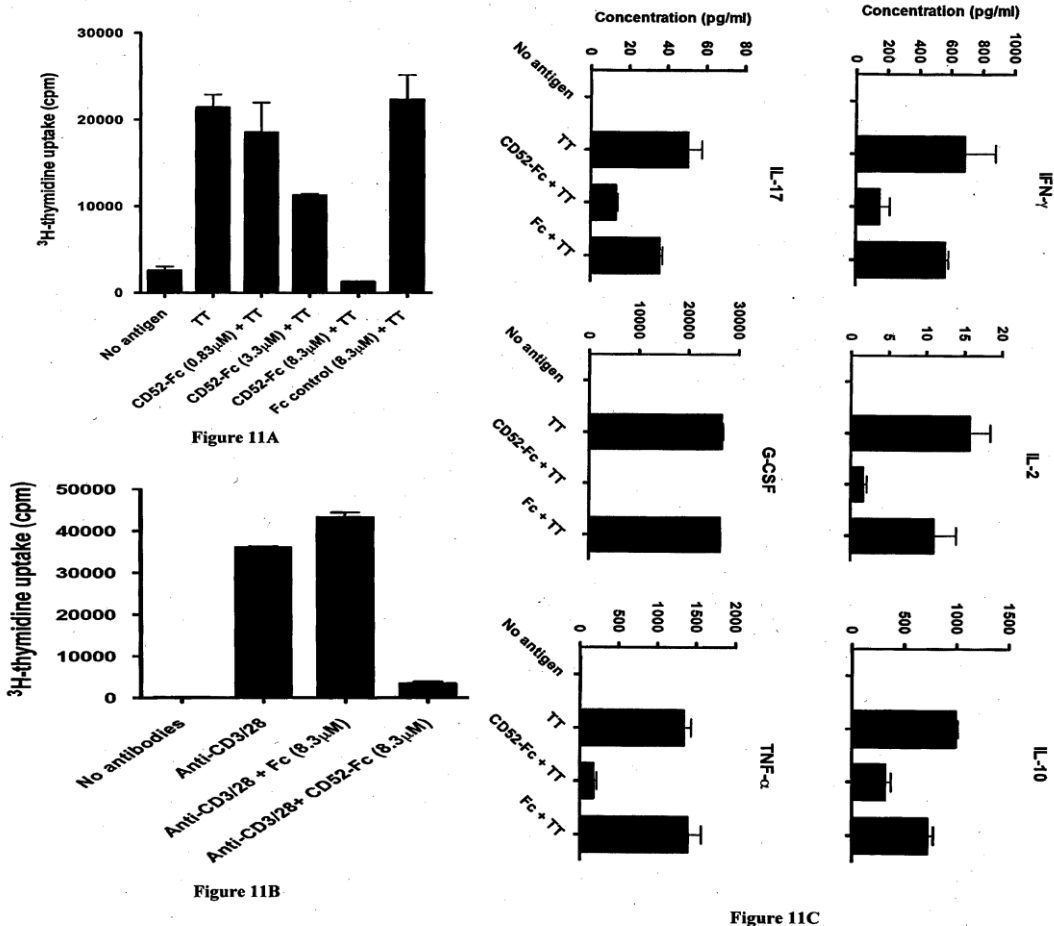 ³H-thymidine uptake (cpm)
30000
20000
10000
0
No antigen
TT
CD52-Fc (0.83μM) + TT
CD52-Fc (3.3μM) + TT
CD52-Fc (8.3μM) + TT
Fc control (8.3μM) + TT
Figure 11A
³H-thymidine uptake (cpm)
50000
40000
30000
20000
10000
0
No antibodies
Anti-CD3/28
Anti-CD3/28 + Fc (8.3μM)
Anti-CD3/28+ CD52-Fc (8.3μM)
Figure 11B
Concentration (pg/ml)
0
20
40
60
80
No antigen
TT
CD52-Fc + TT
Fc + TT
IL-17
Concentration (pg/ml)
0
200
400
600
800
1000
IFN-γ
0
10000
20000
30000
No antigen
TT
CD52-Fc + TT
Fc + TT
G-CSF
0
5
10
15
20
IL-2
0
500
1000
1500
2000
No antigen
TT
CD52-Fc + TT
Fc + TT
TNF-α
0
500
1000
1500
IL-10
Figure 11C